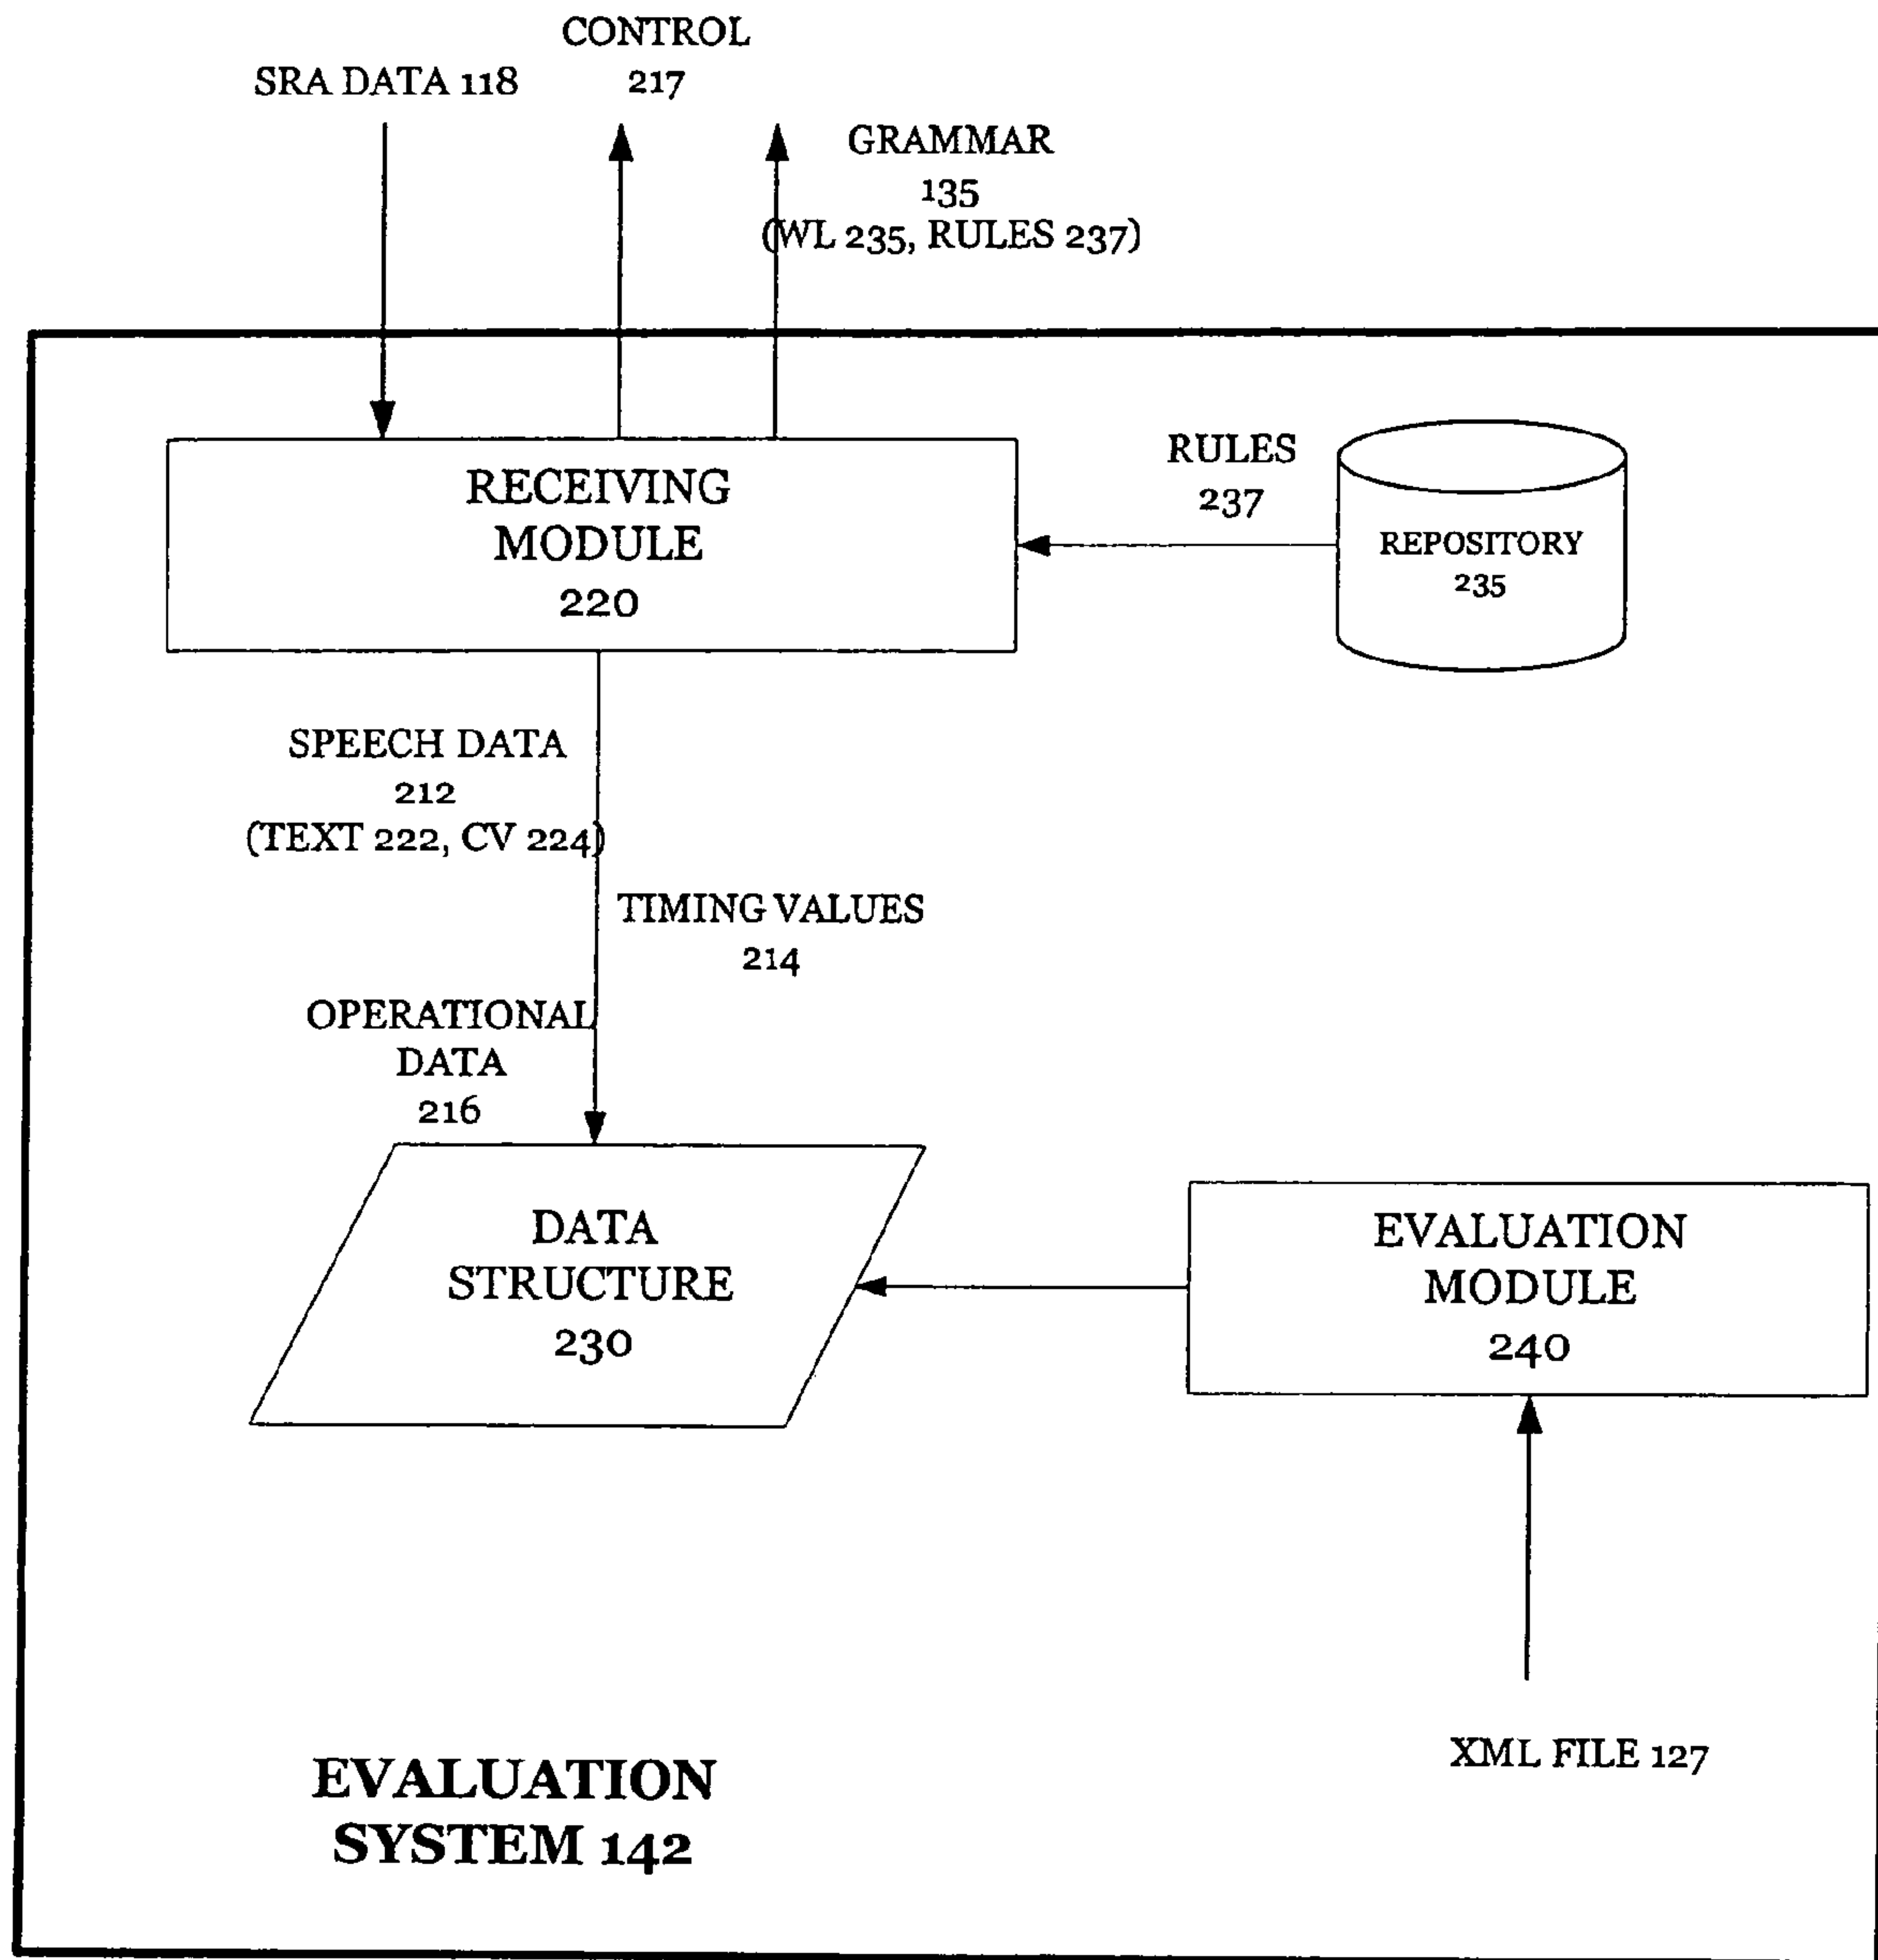 CONTROL
217
SRA DATA 118
GRAMMAR
135
(WL 235, RULES 237)
RECEIVING
MODULE
220
RULES
237
REPOSITORY
235
SPEECH DATA
212
(TEXT 222, CV 224)
TIMING VALUES
214
OPERATIONAL
DATA
216
DATA
STRUCTURE
230
EVALUATION
MODULE
240
XML FILE 127
EVALUATION
SYSTEM 142